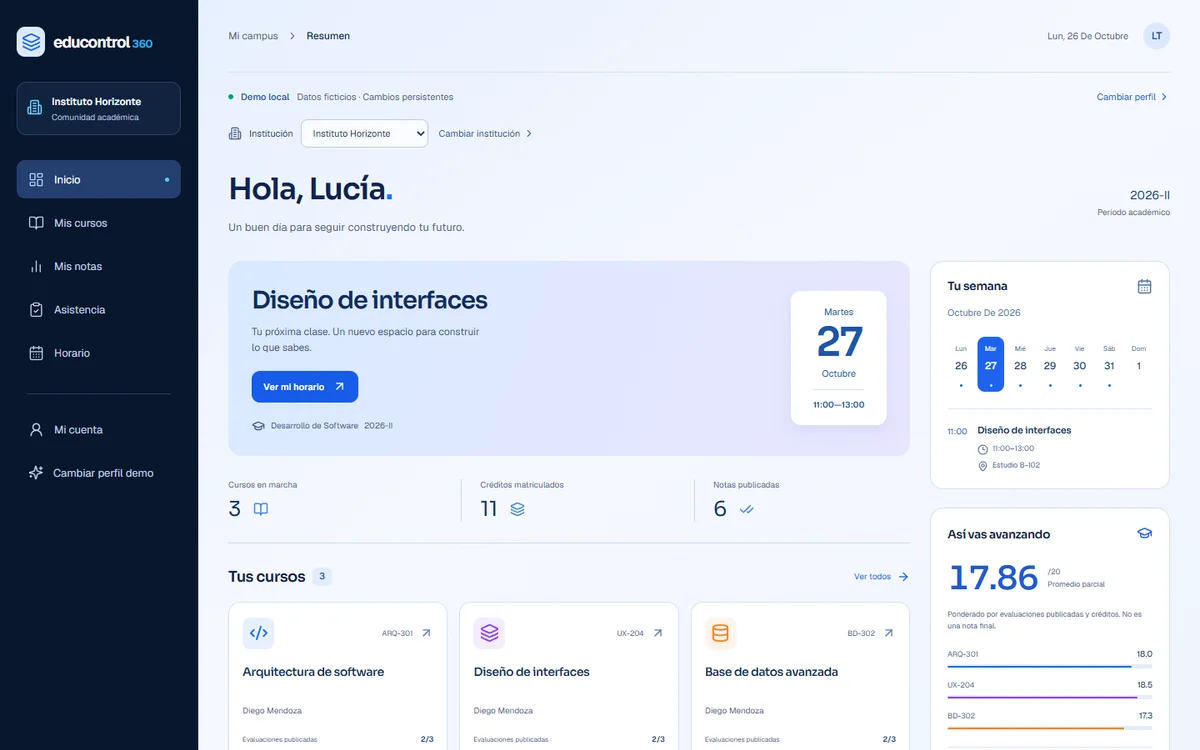 educontrol 360
Instituto Horizonte
Comunidad académica
Inicio
Mis cursos
Mis notas
Asistencia
Horario
Mi cuenta
Cambiar perfil demo
Mi campus > Resumen
Lun, 26 De Octubre
LT
Demo local Datos ficticios · Cambios persistentes
Cambiar perfil >
Institución Instituto Horizonte Cambiar institución >
Hola, Lucía.
Un buen día para seguir construyendo tu futuro.
2026-II
Periodo académico
Diseño de interfaces
Tu próxima clase. Un nuevo espacio para construir
lo que sabes.
Ver mi horario
Desarrollo de Software 2026-II
Martes
27
Octubre
11:00—13:00
Cursos en marcha
3
Créditos matriculados
11
Notas publicadas
6
Tus cursos 3
Ver todos
ARQ-301
Arquitectura de software
Diego Mendoza
Evaluaciones publicadas 2/3
UX-204
Diseño de interfaces
Diego Mendoza
Evaluaciones publicadas 2/3
BD-302
Base de datos avanzada
Diego Mendoza
Evaluaciones publicadas 2/3
Tu semana
Octubre De 2026
Lun Mar Mié Jue Vie Sáb Dom
26 27 28 29 30 31 1
11:00 Diseño de interfaces
11:00–13:00
Estudio B-102
Así vas avanzando
17.86 /20
Promedio parcial
Ponderado por evaluaciones publicadas y créditos. No es
una nota final.
ARQ-301 18.0
UX-204 18.5
BD-302 17.3